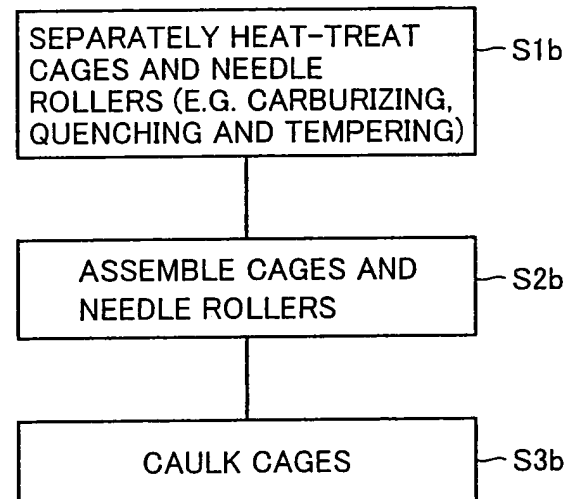 SEPARATELY HEAT-TREAT
CAGES AND NEEDLE
ROLLERS (E.G. CARBURIZING,
QUENCHING AND TEMPERING)
S1b
ASSEMBLE CAGES AND
NEEDLE ROLLERS
S2b
CAULK CAGES
S3b